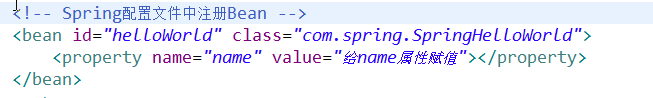 <!-- Spring配置文件中注册Bean -->
<bean id="helloWorld" class="com.spring.SpringHelloWorld">
    <property name="name" value="给name属性赋值"></property>
</bean>